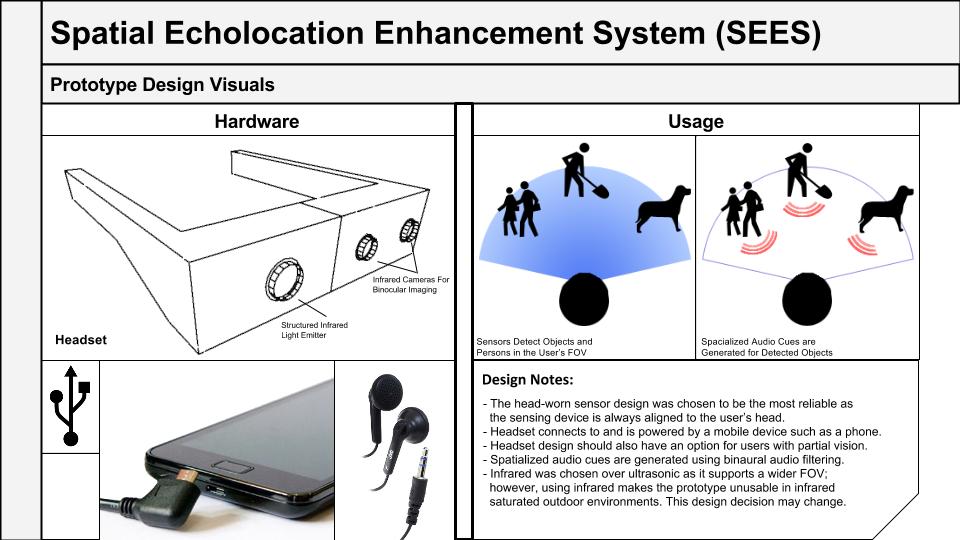 Spatial Echolocation Enhancement System (SEES)
Prototype Design Visuals
Hardware
Infrared Cameras For
Binocular Imaging
Structured Infrared
Light Emitter
Headset
Usage
Sensors Detect Objects and
Persons in the User's FOV
Spacialized Audio Cues are
Generated for Detected Objects
Design Notes:
- The head-worn sensor design was chosen to be the most reliable as
the sensing device is always aligned to the user's head.
- Headset connects to and is powered by a mobile device such as a phone.
- Headset design should also have an option for users with partial vision.
- Spatialized audio cues are generated using binaural audio filtering.
- Infrared was chosen over ultrasonic as it supports a wider FOV;
however, using infrared makes the prototype unusable in infrared
saturated outdoor environments. This design decision may change.